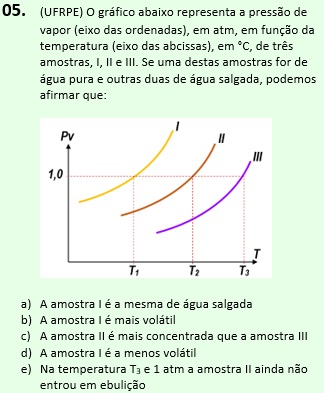 05. (UFRPE) O gráfico abaixo representa a pressão de
vapor (eixo das ordenadas), em atm, em função da
temperatura (eixo das abcissas), em °C, de três
amostras, I, II e III. Se uma destas amostras for de
água pura e outras duas de água salgada, podemos
afirmar que:
I
Pv
II
III
1,0
T
T₁
T₂
T₃
a) A amostra I é a mesma de água salgada
b) A amostra I é mais volátil
c) A amostra II é mais concentrada que a amostra III
d) A amostra I é a menos volátil
e) Na temperatura T₃ e 1 atm a amostra II ainda não
entrou em ebulição